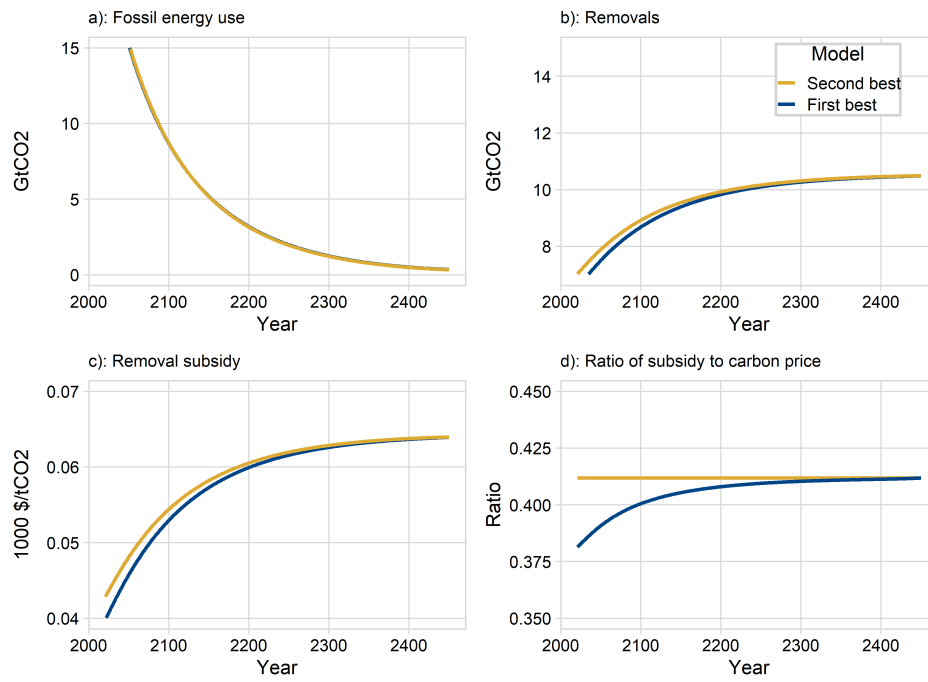 a): Fossil energy use
15
10
5
0
GtCO2
2000 2100 2200 2300 2400
Year
b): Removals
14
12
10
8
GtCO2
2000 2100 2200 2300 2400
Year
Model
Second best
First best
c): Removal subsidy
0.07
0.06
0.05
0.04
1000 $/tCO2
2000 2100 2200 2300 2400
Year
d): Ratio of subsidy to carbon price
0.450
0.425
0.400
0.375
0.350
Ratio
2000 2100 2200 2300 2400
Year